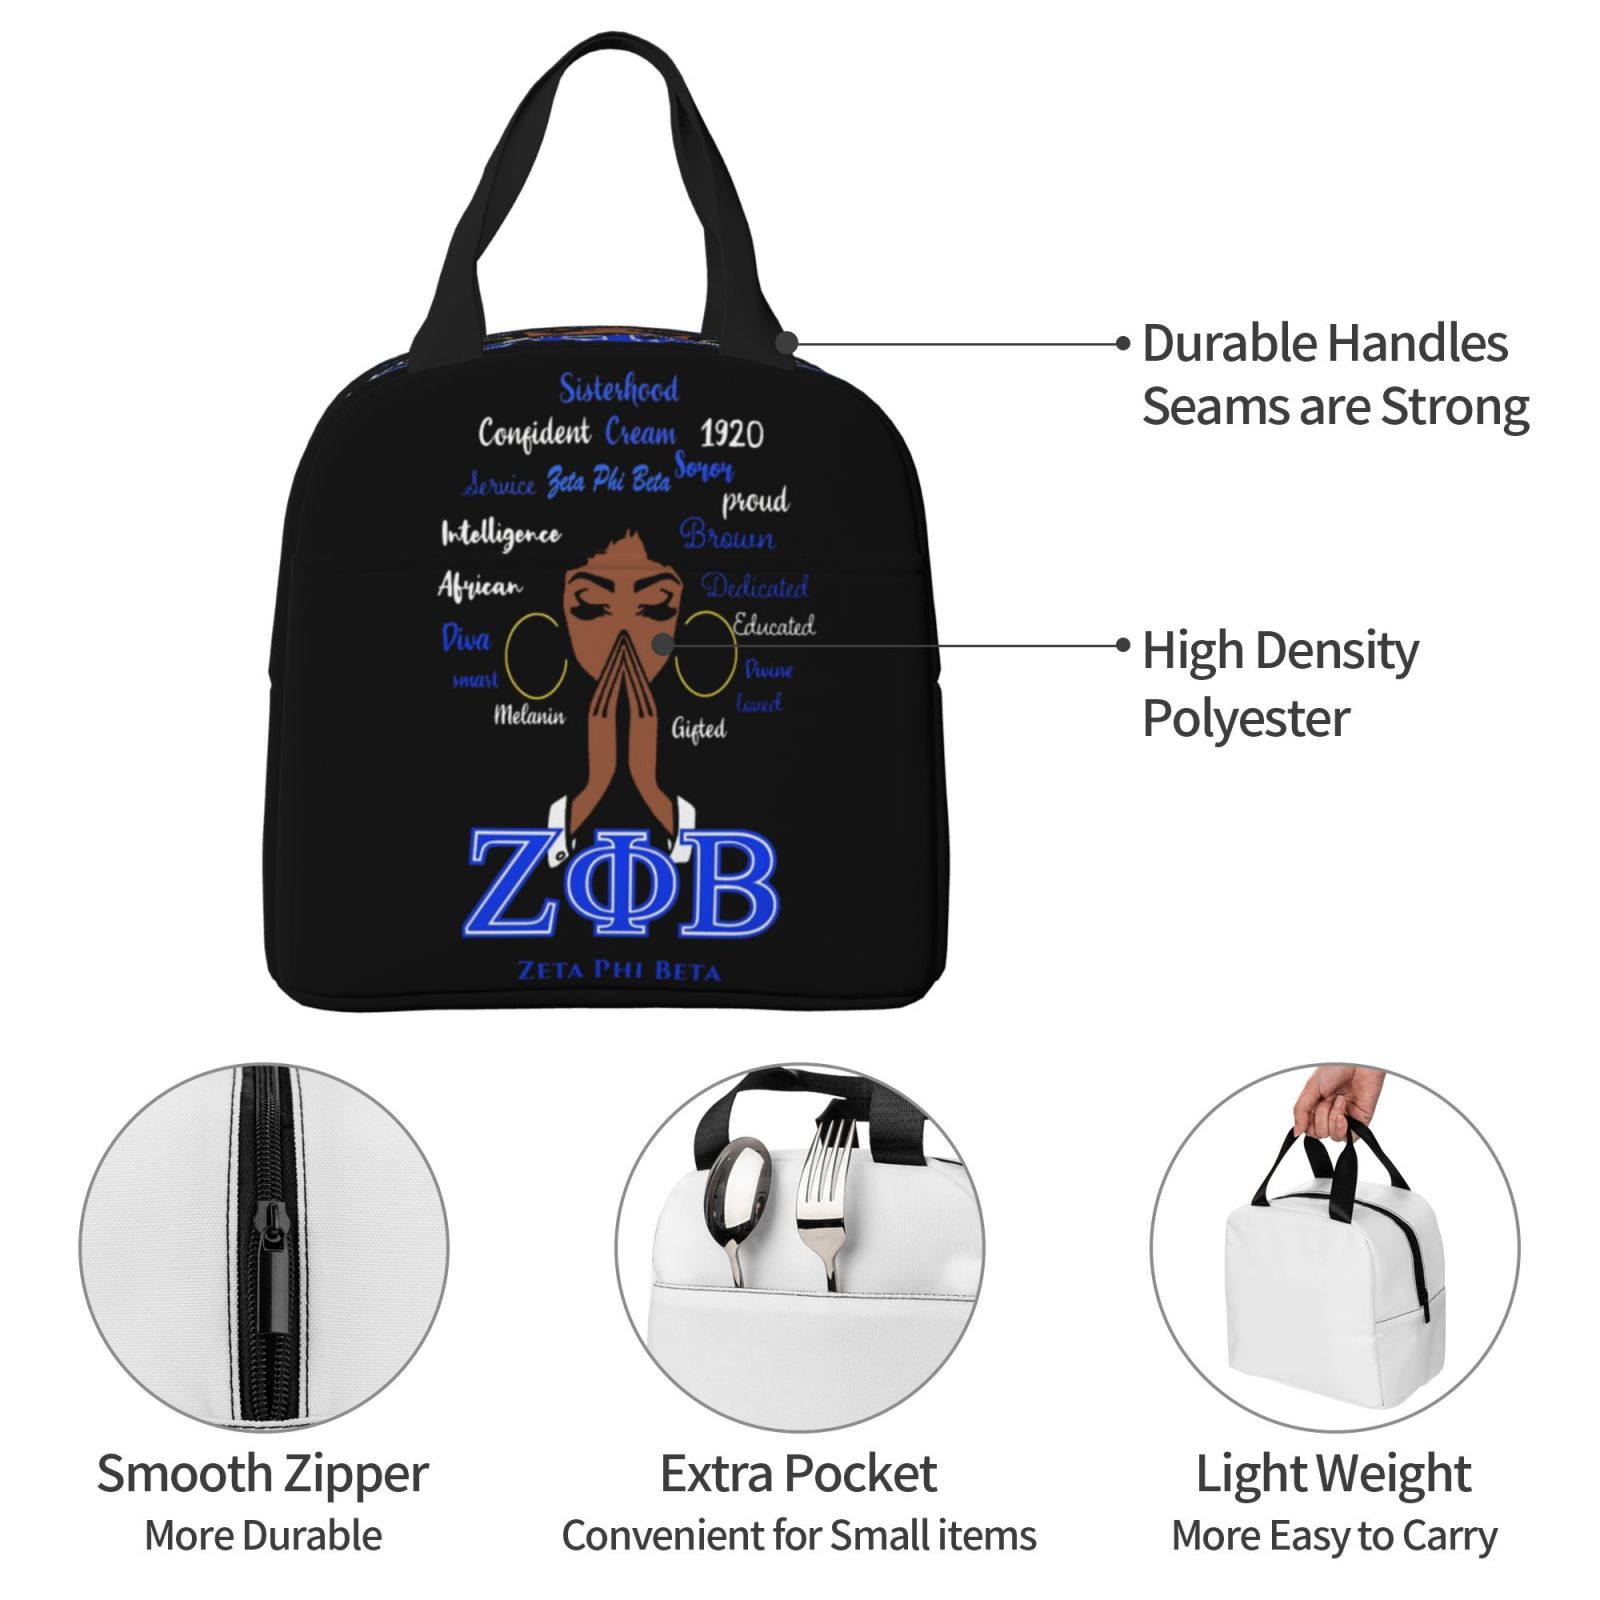 Sisterhood
Confident Cream 1920
Service Zeta Phi Beta Soror
proud
Intelligence Brown
African Dedicated
Diva Educated
smart Divine
loved
Melanin Gifted
ΖΦΒ
ZETA PHI BETA
Durable Handles
Seams are Strong
High Density
Polyester
Smooth Zipper
More Durable
Extra Pocket
Convenient for Small items
Light Weight
More Easy to Carry